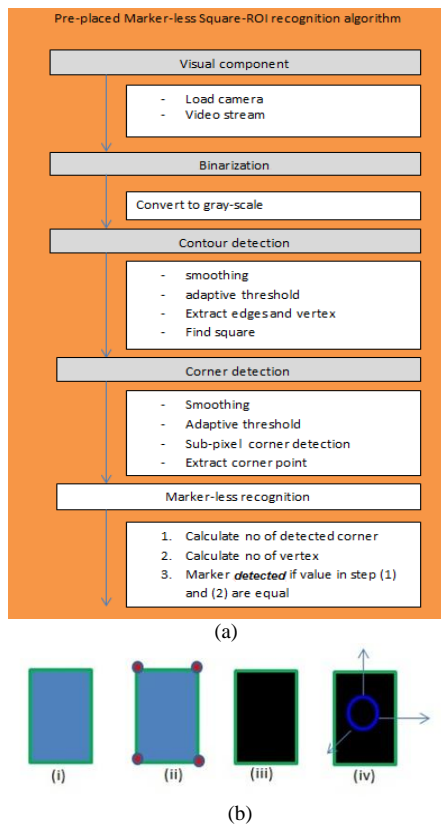 Pre-placed Marker-less Square-ROI recognition algorithm
Visual component
- Load camera
- Video stream
Binarization
Convert to gray-scale
Contour detection
- smoothing
- adaptive threshold
- Extract edges and vertex
- Find square
Corner detection
- Smoothing
- Adaptive threshold
- Sub-pixel corner detection
- Extract corner point
Marker-less recognition
1. Calculate no of detected corner
2. Calculate no of vertex
3. Marker detected if value in step (1)
and (2) are equal
(a)
(i) (ii) (iii) (iv)
(b)